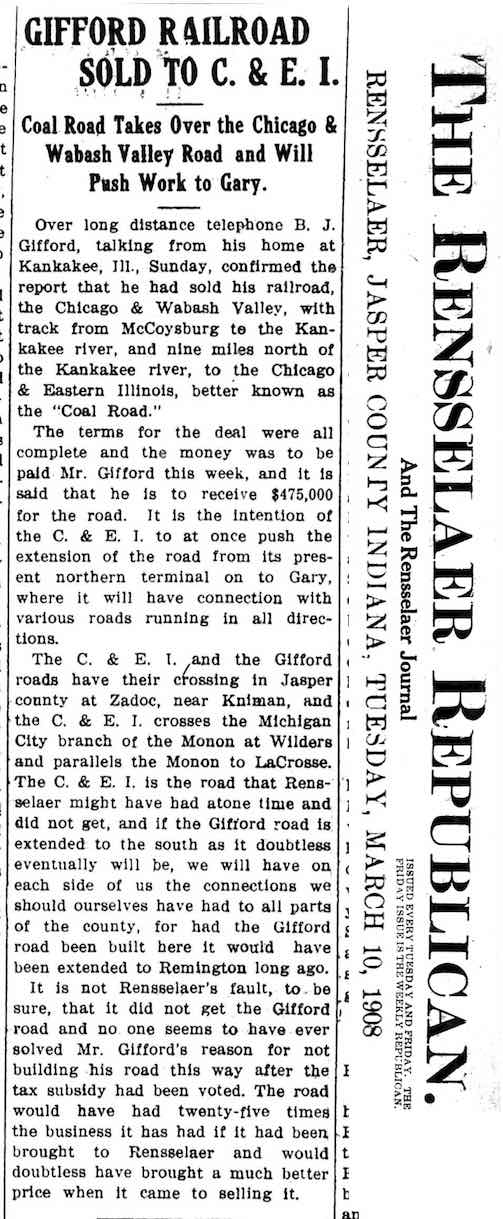 GIFFORD RAILROAD
SOLD TO C. & E. I.
Coal Road Takes Over the Chicago &
Wabash Valley Road and Will
Push Work to Gary.
Over long distance telephone B. J.
Gifford, talking from his home at
Kankakee, Ill., Sunday, confirmed the
report that he had sold his railroad,
the Chicago & Wabash Valley, with
track from McCoysburg to the Kan-
kakee river, and nine miles north of
the Kankakee river, to the Chicago
& Eastern Illinois, better known as
the "Coal Road."
The terms for the deal were all
complete and the money was to be
paid Mr. Gifford this week, and it is
said that he is to receive $475,000
for the road. It is the intention of
the C. & E. I. to at once push the
extension of the road from its pres-
ent northern terminal on to Gary,
where it will have connection with
various roads running in all direc-
tions.
The C. & E. I. and the Gifford
roads have their crossing in Jasper
county at Zadoc, near Kniman, and
the C. & E. I. crosses the Michigan
City branch of the Monon at Wilders
and parallels the Monon to LaCrosse.
The C. & E. I. is the road that Rens-
selaer might have had atone time and
did not get, and if the Gifford road is
extended to the south as it doubtless
eventually will be, we will have on
each side of us the connections we
should ourselves have had to all parts
of the county, for had the Gifford
road been built here it would have
been extended to Remington long ago.
It is not Rensselaer's fault, to be
sure, that it did not get the Gifford
road and no one seems to have ever
solved Mr. Gifford's reason for not
building his road this way after the
tax subsidy had been voted. The road
would have had twenty-five times
the business it has had if it had been
brought to Rensselaer and would
doubtless have brought a much better
price when it came to selling it.
THE RENSSELAER REPUBLICAN.
And The Rensselaer Journal
ISSUED EVERY TUESDAY AND FRIDAY. THE
FRIDAY ISSUE IS THE WEEKLY REPUBLICAN.
RENSSELAER, JASPER COUNTY INDIANA, TUESDAY, MARCH 10, 1908